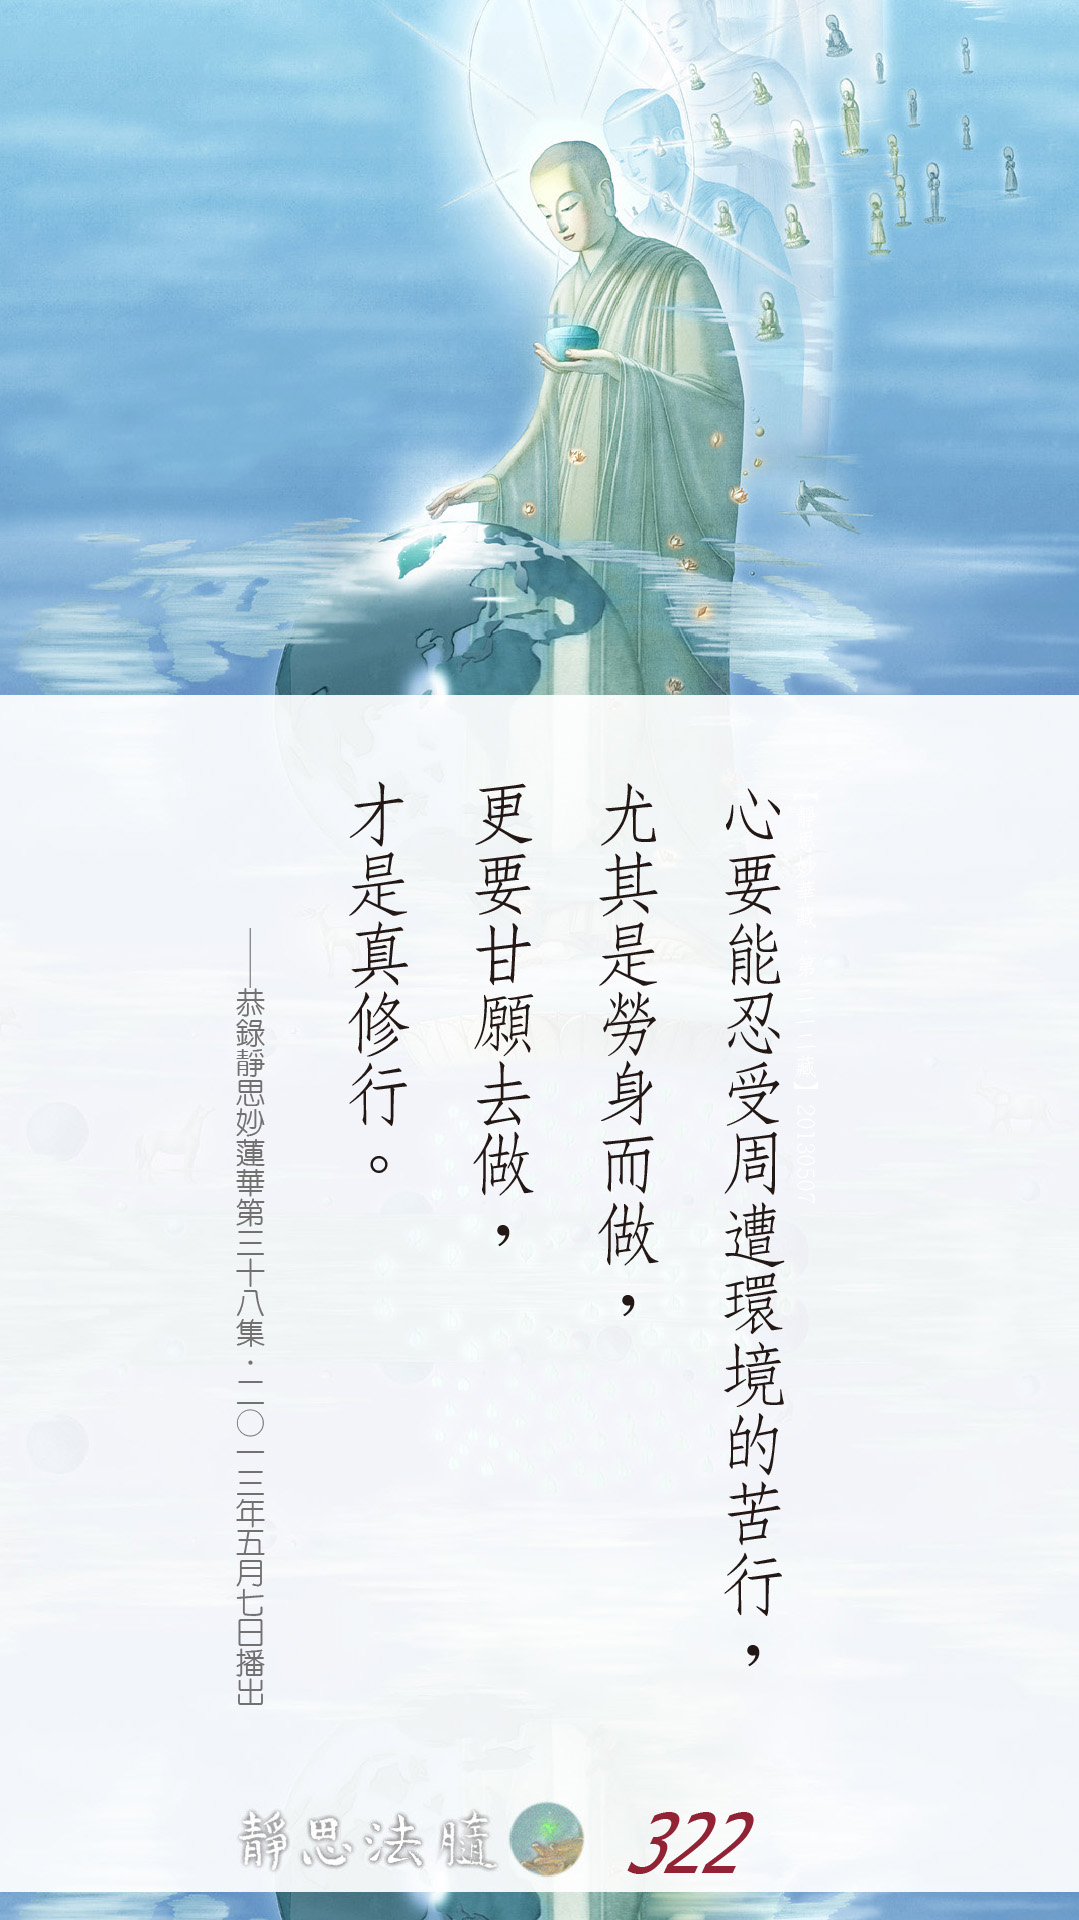 心要能忍受周遭環境的苦行，
尤其是勞身而做，
更要甘願去做，
才是真修行。
——恭錄靜思妙蓮華第三十八集．二〇一三年五月七日播出
靜思法髓
322